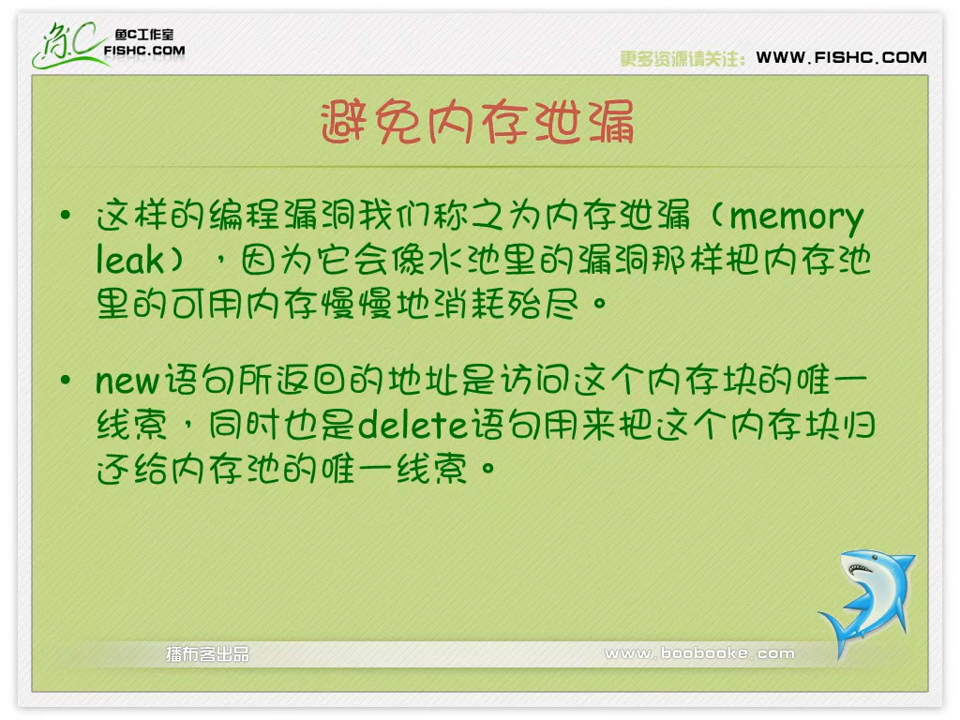 鱼C工作室
FISHC.COM
更多资源请关注：WWW.FISHC.COM
避免内存泄漏
• 这样的编程漏洞我们称之为内存泄漏（memory
leak），因为它会像水池里的漏洞那样把内存池
里的可用内存慢慢地消耗殆尽。
• new语句所返回的地址是访问这个内存块的唯一
线索，同时也是delete语句用来把这个内存块归
还给内存池的唯一线索。
播布客出品
www.boobooke.com